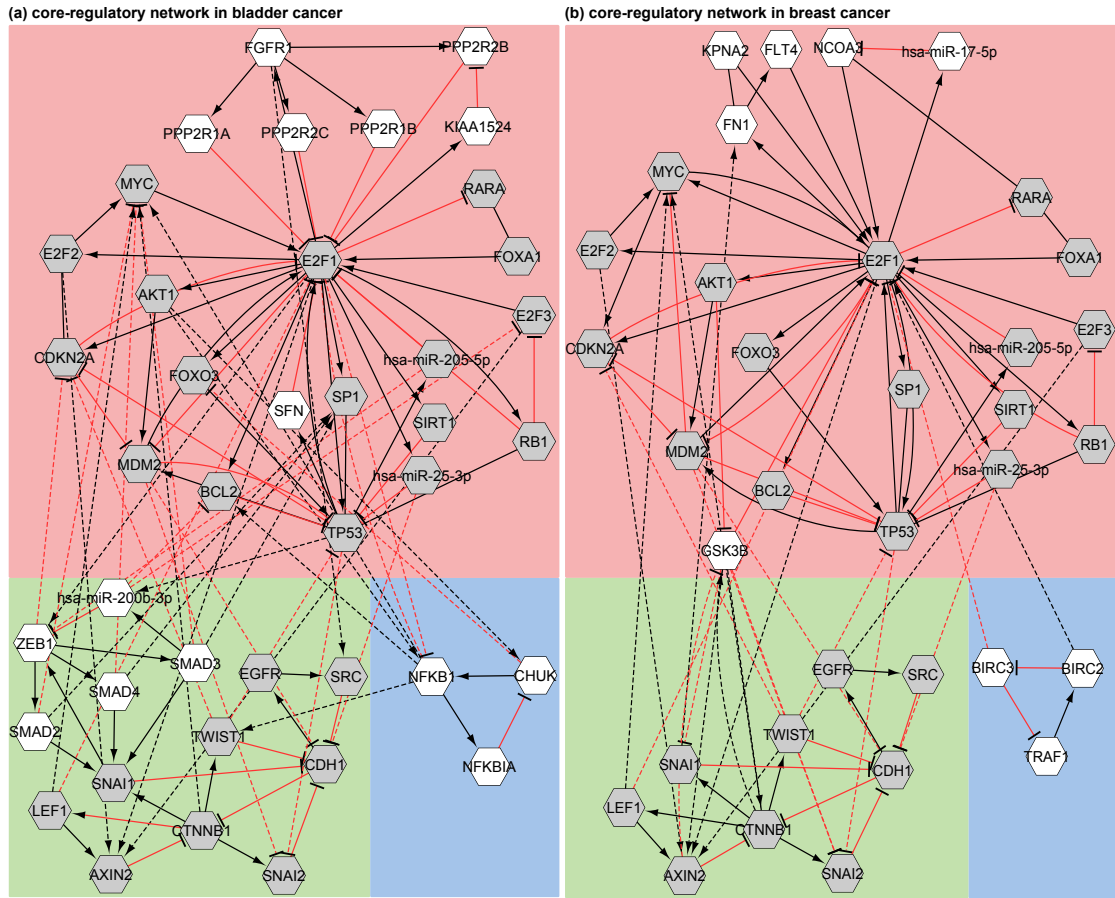 (a) core-regulatory network in bladder cancer
FGFR1
PPP2R2B
PPP2R1A
PPP2R2C
PPP2R1B
KIAA1524
MYC
RARA
E2F2
E2F1
FOXA1
AKT1
E2F3
CDKN2A
hsa-miR-205-5p
FOXO3
SFN
SP1
SIRT1
RB1
MDM2
hsa-miR-25-3p
BCL2
TP53
hsa-miR-200b-3p
ZEB1
SMAD3
EGFR
SRC
NFKB1
CHUK
SMAD4
SMAD2
TWIST1
SNAI1
CDH1
NFKBIA
LEF1
CTNNB1
AXIN2
SNAI2
(b) core-regulatory network in breast cancer
KPNA2
FLT4
NCOA3
hsa-miR-17-5p
FN1
MYC
RARA
E2F2
E2F1
FOXA1
AKT1
E2F3
CDKN2A
FOXO3
hsa-miR-205-5p
SP1
SIRT1
MDM2
RB1
hsa-miR-25-3p
BCL2
TP53
GSK3B
EGFR
SRC
BIRC3
BIRC2
TWIST1
SNAI1
CDH1
TRAF1
LEF1
CTNNB1
AXIN2
SNAI2